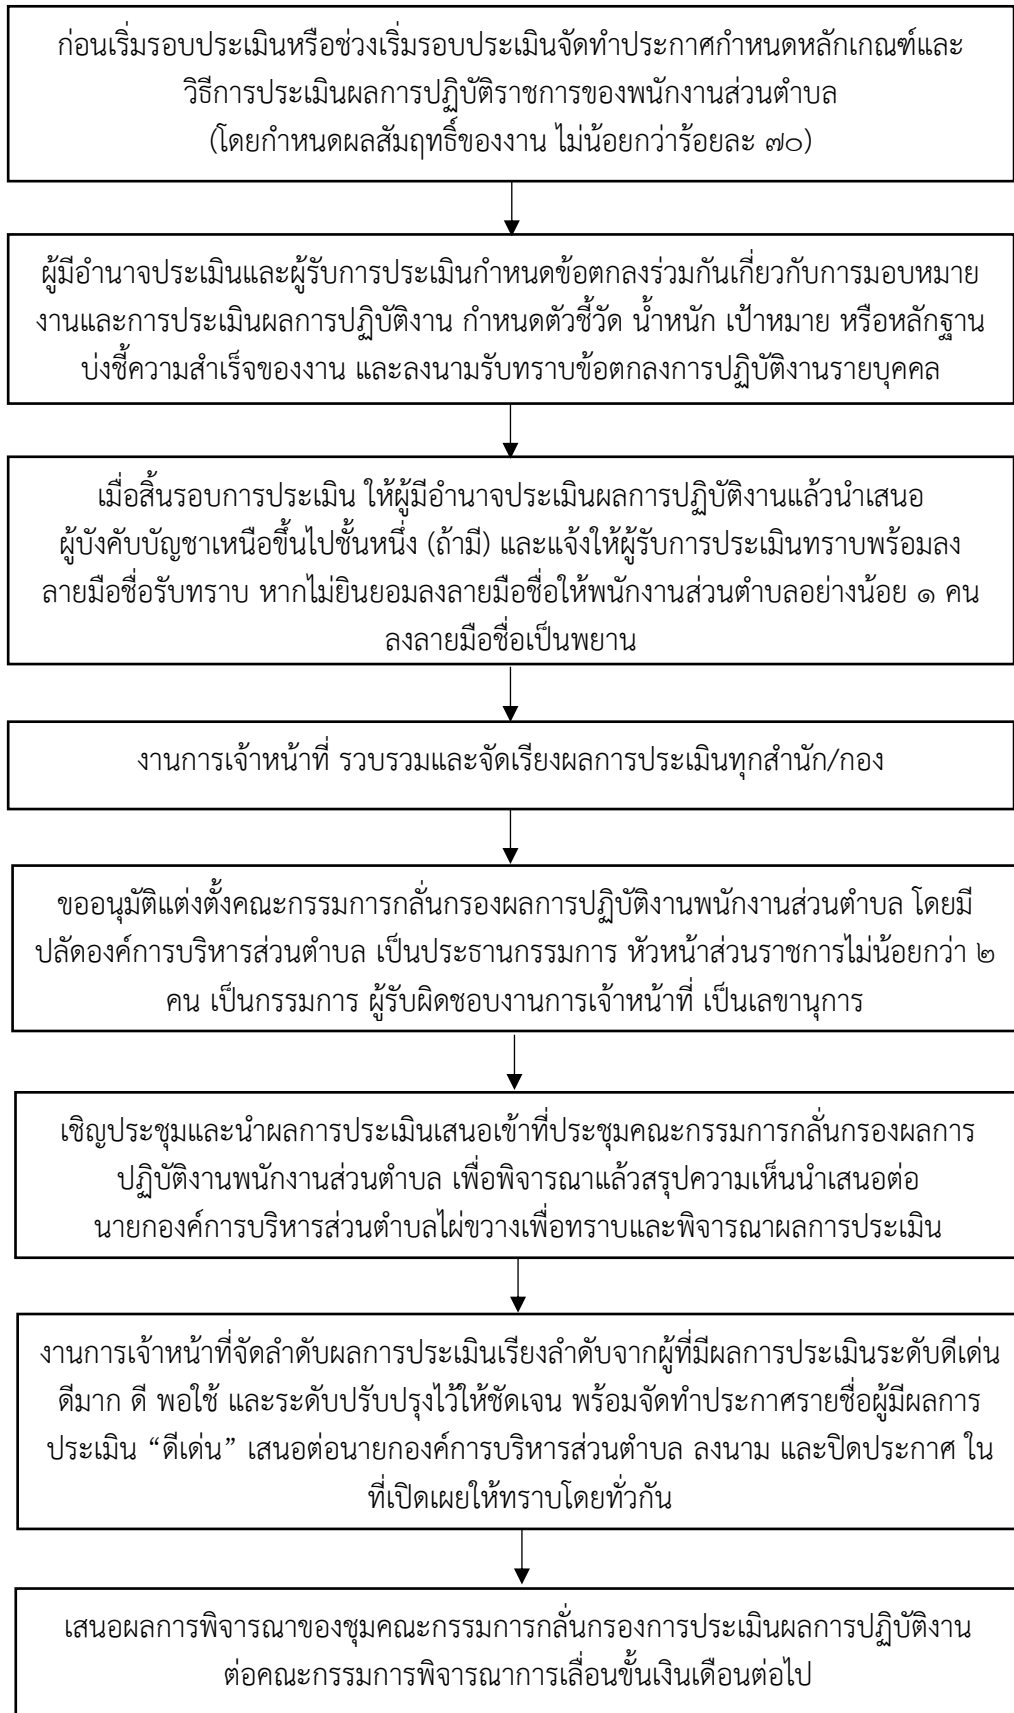 ก่อนเริ่มรอบประเมินหรือช่วงเริ่มรอบประเมินจัดทำประกาศกำหนดหลักเกณฑ์และ
วิธีการประเมินผลการปฏิบัติราชการของพนักงานส่วนตำบล
(โดยกำหนดผลสัมฤทธิ์ของงาน ไม่น้อยกว่าร้อยละ ๗๐)
ผู้มีอำนาจประเมินและผู้รับการประเมินกำหนดข้อตกลงร่วมกันเกี่ยวกับการมอบหมาย
งานและการประเมินผลการปฏิบัติงาน กำหนดตัวชี้วัด น้ำหนัก เป้าหมาย หรือหลักฐาน
บ่งชี้ความสำเร็จของงาน และลงนามรับทราบข้อตกลงการปฏิบัติงานรายบุคคล
เมื่อสิ้นรอบการประเมิน ให้ผู้มีอำนาจประเมินผลการปฏิบัติงานแล้วนำเสนอ
ผู้บังคับบัญชาเหนือขึ้นไปชั้นหนึ่ง (ถ้ามี) และแจ้งให้ผู้รับการประเมินทราบพร้อมลง
ลายมือชื่อรับทราบ หากไม่ยินยอมลงลายมือชื่อให้พนักงานส่วนตำบลอย่างน้อย ๑ คน
ลงลายมือชื่อเป็นพยาน
งานการเจ้าหน้าที่ รวบรวมและจัดเรียงผลการประเมินทุกสำนัก/กอง
ขออนุมัติแต่งตั้งคณะกรรมการกลั่นกรองผลการปฏิบัติงานพนักงานส่วนตำบล โดยมี
ปลัดองค์การบริหารส่วนตำบล เป็นประธานกรรมการ หัวหน้าส่วนราชการไม่น้อยกว่า ๒
คน เป็นกรรมการ ผู้รับผิดชอบงานการเจ้าหน้าที่ เป็นเลขานุการ
เชิญประชุมและนำผลการประเมินเสนอเข้าที่ประชุมคณะกรรมการกลั่นกรองผลการ
ปฏิบัติงานพนักงานส่วนตำบล เพื่อพิจารณาแล้วสรุปความเห็นนำเสนอต่อ
นายกองค์การบริหารส่วนตำบลไผ่ขวางเพื่อทราบและพิจารณาผลการประเมิน
งานการเจ้าหน้าที่จัดลำดับผลการประเมินเรียงลำดับจากผู้ที่มีผลการประเมินระดับดีเด่น
ดีมาก ดี พอใช้ และระดับปรับปรุงไว้ให้ชัดเจน พร้อมจัดทำประกาศรายชื่อผู้มีผลการ
ประเมิน “ดีเด่น” เสนอต่อนายกองค์การบริหารส่วนตำบล ลงนาม และปิดประกาศ ใน
ที่เปิดเผยให้ทราบโดยทั่วกัน
เสนอผลการพิจารณาของชุมคณะกรรมการกลั่นกรองการประเมินผลการปฏิบัติงาน
ต่อคณะกรรมการพิจารณาการเลื่อนขั้นเงินเดือนต่อไป